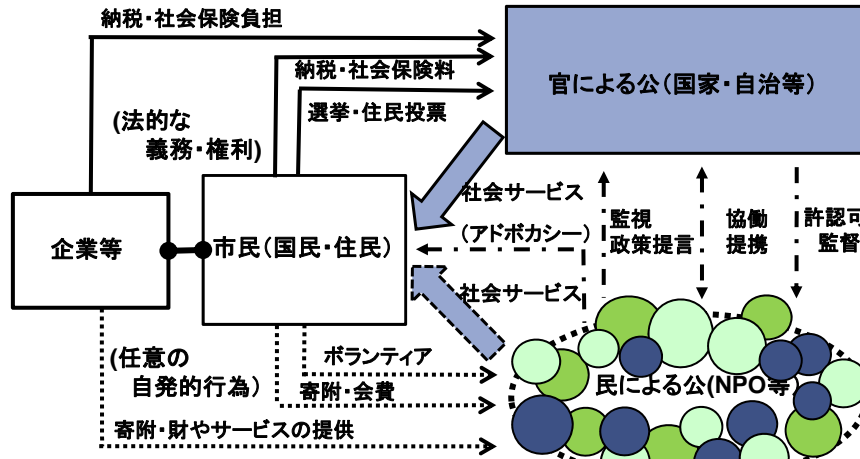 納税・社会保険負担
納税・社会保険料
選挙・住民投票
官による公(国家・自治等)
(法的な
義務・権利)
企業等
市民(国民・住民)
社会サービス
(アドボカシー)
監視
政策提言
協働
提携
許認可
監督
社会サービス
(任意の
自発的行為)
ボランティア
寄附・会費
寄附・財やサービスの提供
民による公(NPO等)